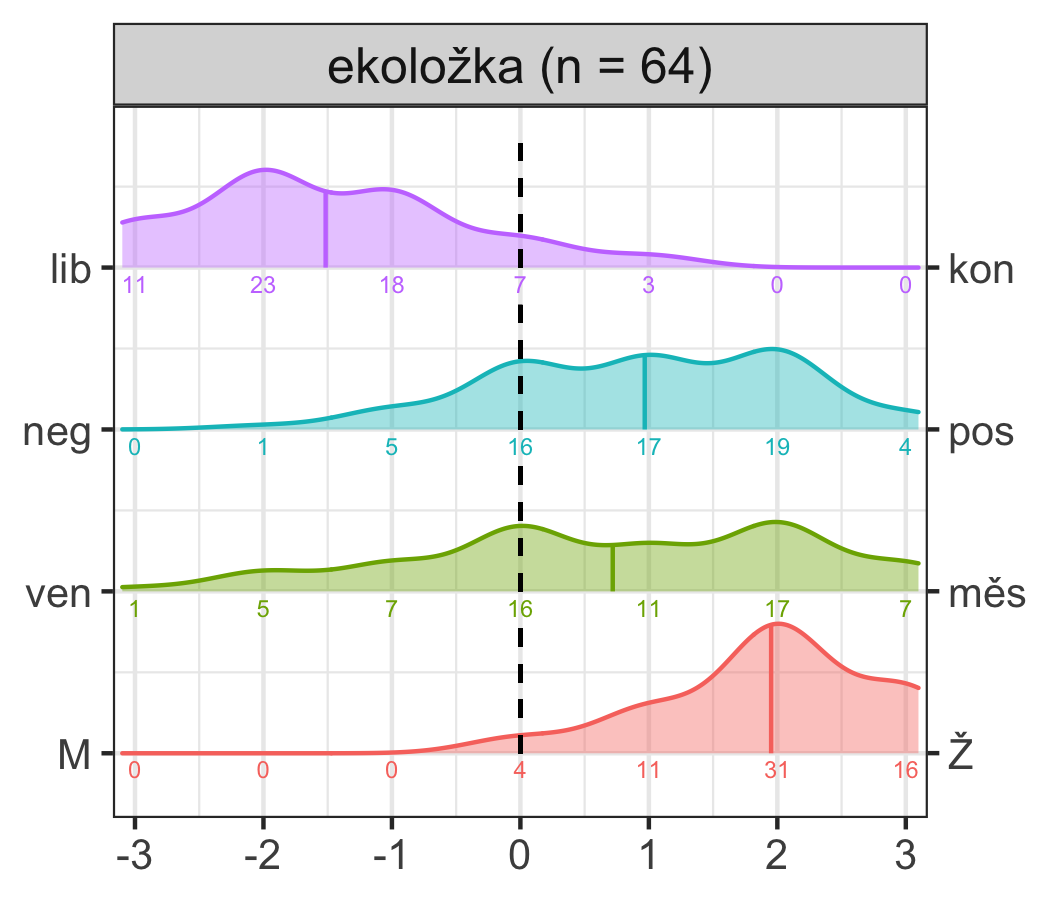 ekoložka (n = 64)
lib kon
11 23 18 7 3 0 0
neg pos
0 1 5 16 17 19 4
ven měs
1 5 7 16 11 17 7
M Ž
0 0 0 4 11 31 16
-3 -2 -1 0 1 2 3